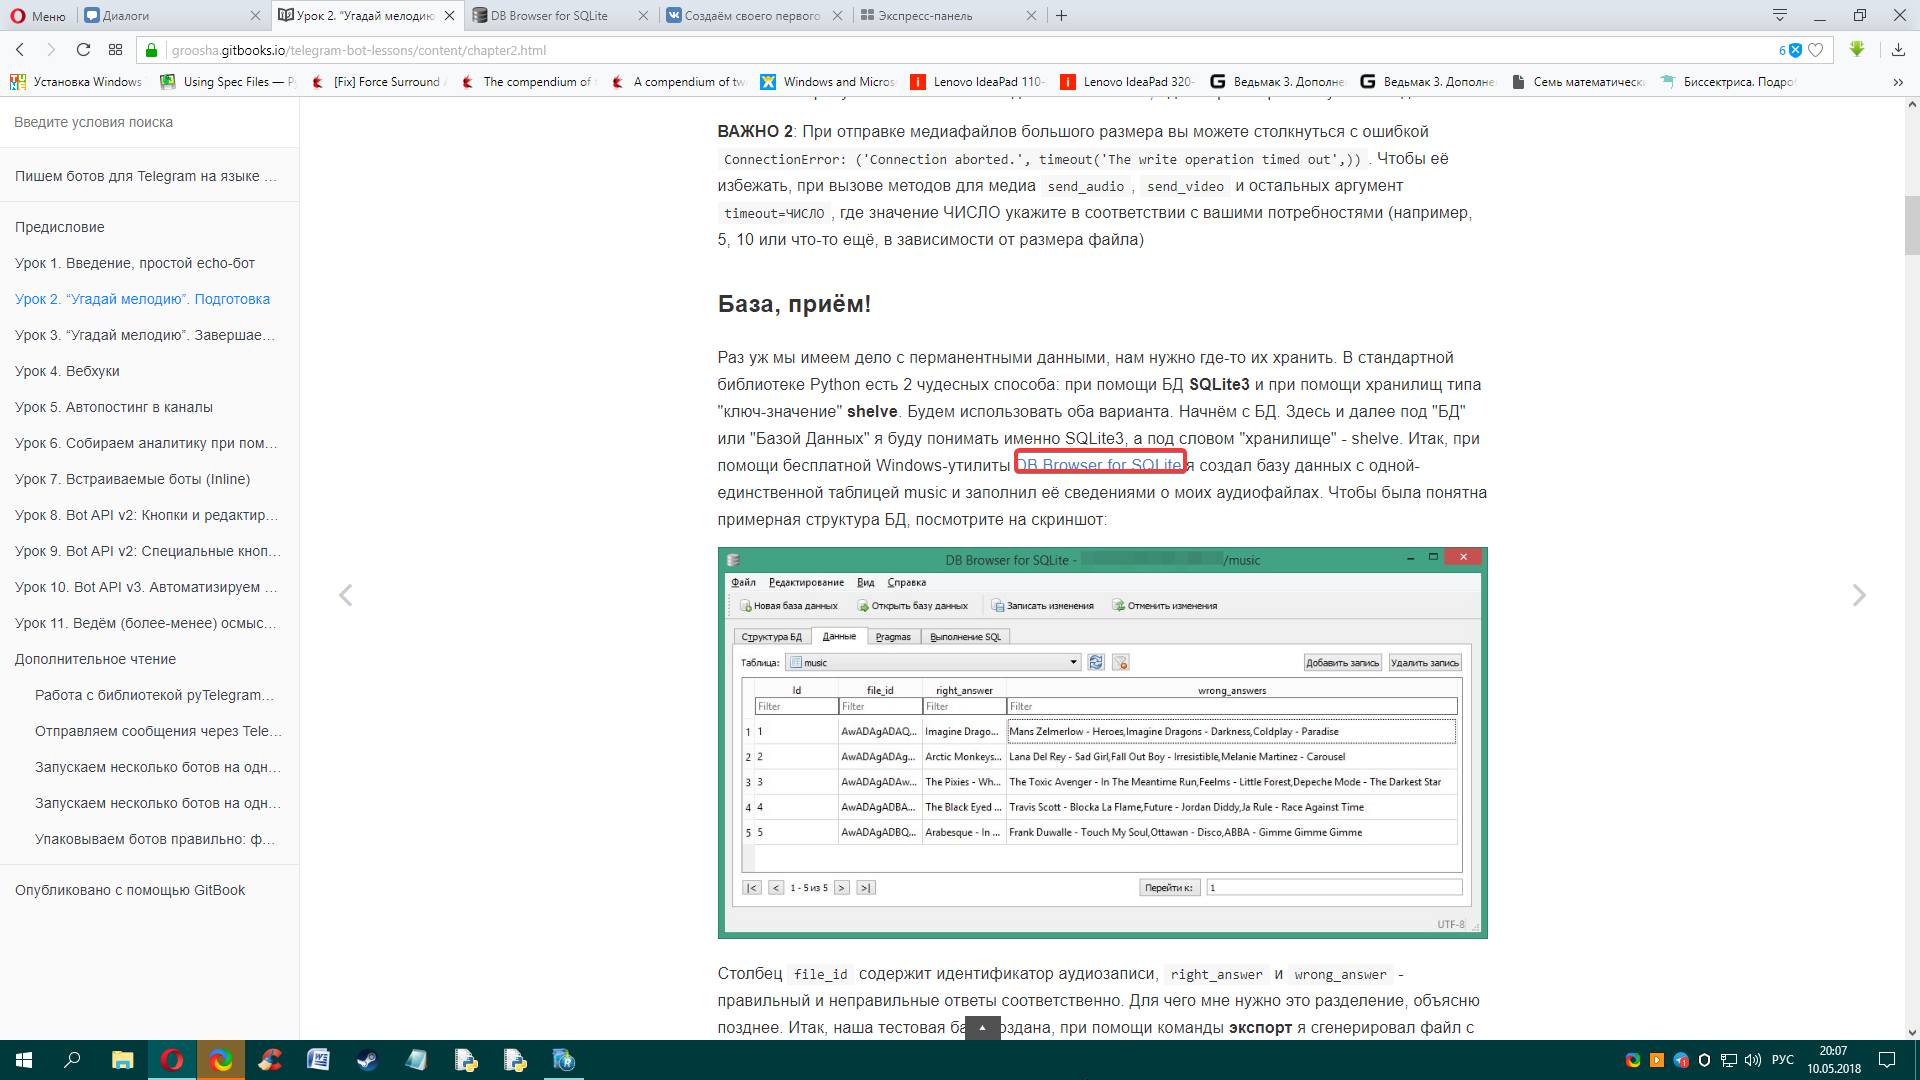 Меню
Диалоги
Урок 2. “Угадай мелодию
DB Browser for SQLite
Создаём своего первого
Экспресс-панель
groosha.gitbooks.io/telegram-bot-lessons/content/chapter2.html
6
Установка Windows
Using Spec Files — Py
[Fix] Force Surround
The compendium of
A compendium of tw
Windows and Micros
Lenovo IdeaPad 110-
Lenovo IdeaPad 320-
Ведьмак 3. Дополне
Ведьмак 3. Дополне
Семь математически
Биссектриса. Подро
Введите условия поиска
Пишем ботов для Telegram на языке ...
Предисловие
Урок 1. Введение, простой echo-бот
Урок 2. “Угадай мелодию”. Подготовка
Урок 3. “Угадай мелодию”. Завершае...
Урок 4. Вебхуки
Урок 5. Автопостинг в каналы
Урок 6. Собираем аналитику при пом...
Урок 7. Встраиваемые боты (Inline)
Урок 8. Bot API v2: Кнопки и редактир...
Урок 9. Bot API v2: Специальные кноп...
Урок 10. Bot API v3. Автоматизируем ...
Урок 11. Ведём (более-менее) осмыс...
Дополнительное чтение
Работа с библиотекой pyTelegram...
Отправляем сообщения через Tele...
Запускаем несколько ботов на одн...
Запускаем несколько ботов на одн...
Упаковываем ботов правильно: ф...
Опубликовано с помощью GitBook
ВАЖНО 2: При отправке медиафайлов большого размера вы можете столкнуться с ошибкой
ConnectionError: ('Connection aborted.', timeout('The write operation timed out',)) . Чтобы её
избежать, при вызове методов для медиа send_audio , send_video и остальных аргумент
timeout=ЧИСЛО , где значение ЧИСЛО укажите в соответствии с вашими потребностями (например,
5, 10 или что-то ещё, в зависимости от размера файла)
База, приём!
Раз уж мы имеем дело с перманентными данными, нам нужно где-то их хранить. В стандартной
библиотеке Python есть 2 чудесных способа: при помощи БД SQLite3 и при помощи хранилищ типа
"ключ-значение" shelve. Будем использовать оба варианта. Начнём с БД. Здесь и далее под "БД"
или "Базой Данных" я буду понимать именно SQLite3, а под словом "хранилище" - shelve. Итак, при
помощи бесплатной Windows-утилиты DB Browser for SQLite я создал базу данных с одной-
единственной таблицей music и заполнил её сведениями о моих аудиофайлах. Чтобы была понятна
примерная структура БД, посмотрите на скриншот:
DB Browser for SQLite - /music
Файл Редактирование Вид Справка
Новая база данных Открыть базу данных Записать изменения Отменить изменения
Структура БД Данные Pragmas Выполнение SQL
Таблица: music Добавить запись Удалить запись
Id file_id right_answer wrong_answers
Filter Filter Filter Filter
1 1 AwADAgADAQ... Imagine Drago... Mans Zelmerlow - Heroes,Imagine Dragons - Darkness,Coldplay - Paradise
2 2 AwADAgADAg... Arctic Monkeys... Lana Del Rey - Sad Girl,Fall Out Boy - Irresistible,Melanie Martinez - Carousel
3 3 AwADAgADAw... The Pixies - Wh... The Toxic Avenger - In The Meantime Run,Feelms - Little Forest,Depeche Mode - The Darkest Star
4 4 AwADAgADBA... The Black Eyed ... Travis Scott - Blocka La Flame,Future - Jordan Diddy,Ja Rule - Race Against Time
5 5 AwADAgADBQ... Arabesque - In ... Frank Duwalle - Touch My Soul,Ottawan - Disco,ABBA - Gimme Gimme Gimme
|< < 1 - 5 из 5 > >| Перейти к: 1
UTF-8
Столбец file_id содержит идентификатор аудиозаписи, right_answer и wrong_answer -
правильный и неправильные ответы соответственно. Для чего мне нужно это разделение, объясню
позднее. Итак, наша тестовая ба оздана, при помощи команды экспорт я сгенерировал файл с
РУС
20:07
10.05.2018